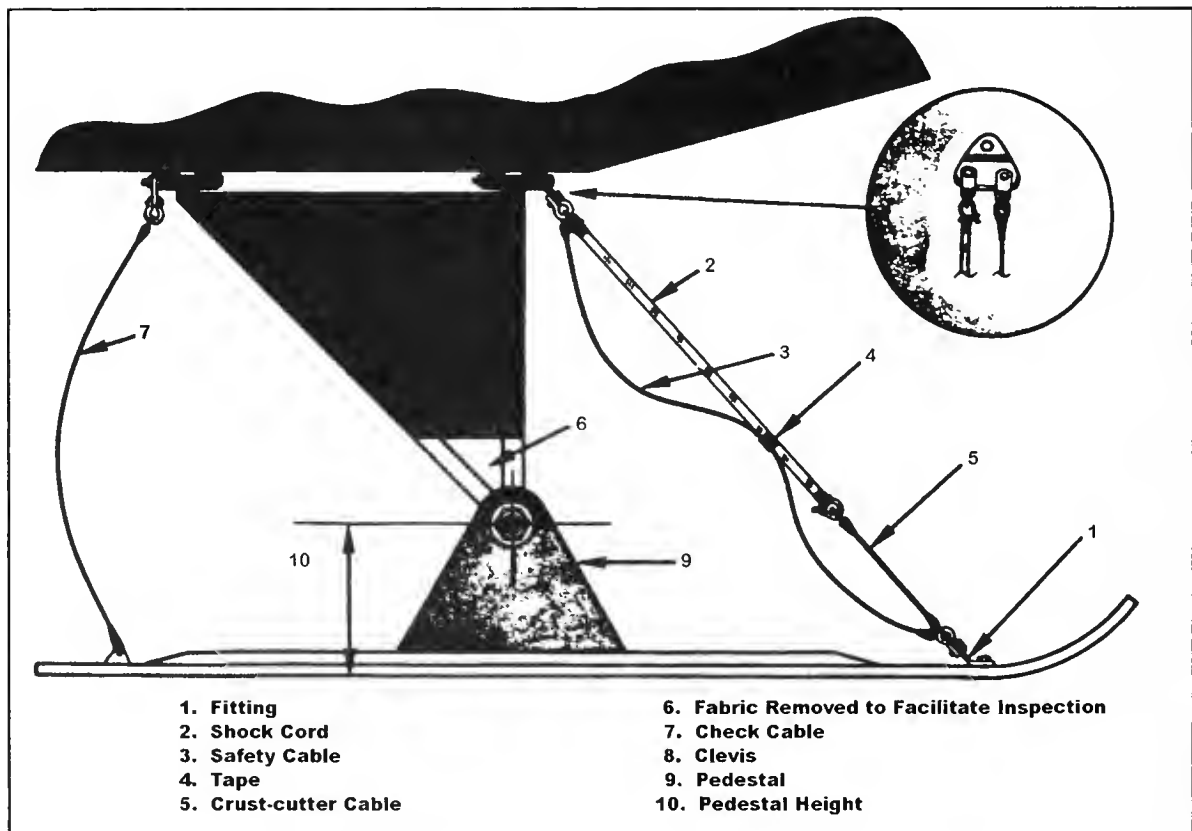 2
7
3
4
6
5
10
9
1
1. Fitting
2. Shock Cord
3. Safety Cable
4. Tape
5. Crust-cutter Cable
6. Fabric Removed to Facilitate Inspection
7. Check Cable
8. Clevis
9. Pedestal
10. Pedestal Height